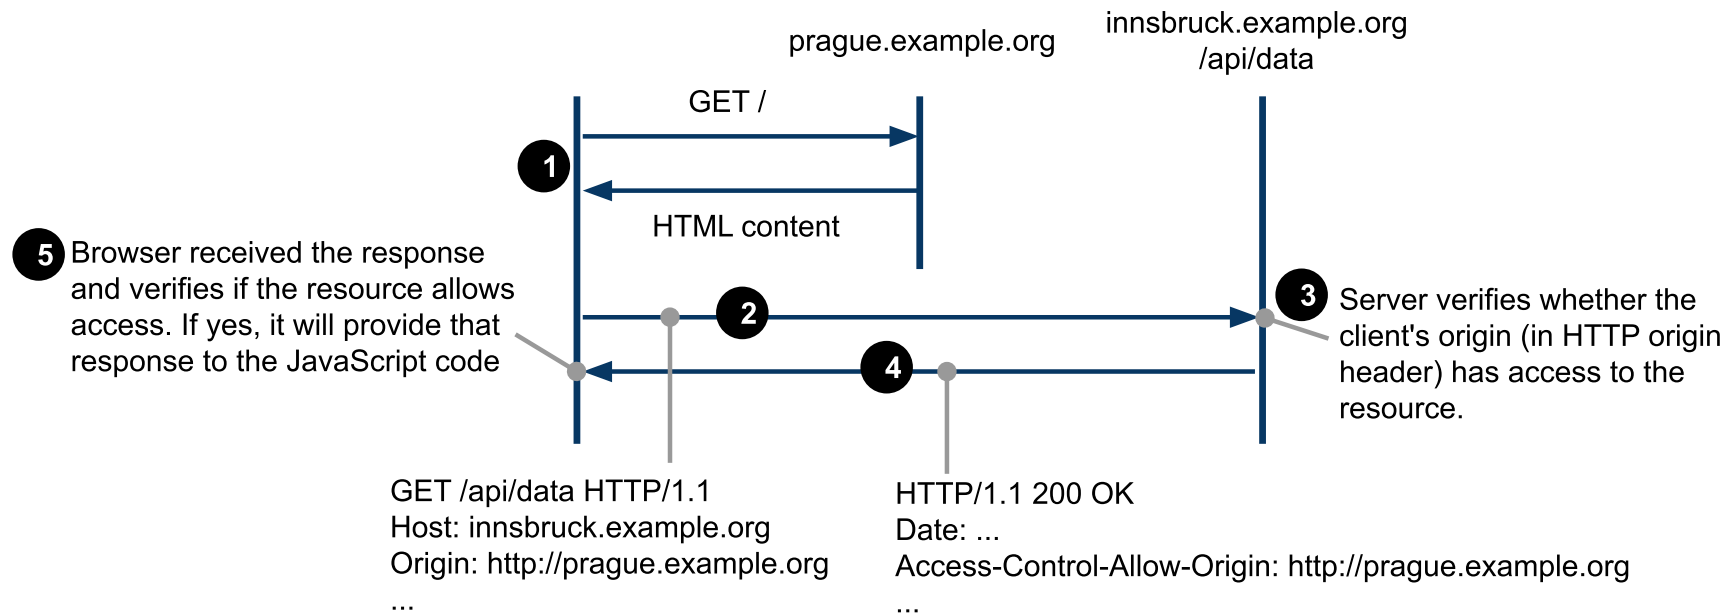 prague.example.org
innsbruck.example.org
/api/data
GET /
1
HTML content
5
Browser received the response
and verifies if the resource allows
access. If yes, it will provide that
response to the JavaScript code
2
3
Server verifies whether the
client's origin (in HTTP origin
header) has access to the
resource.
4
GET /api/data HTTP/1.1
Host: innsbruck.example.org
Origin: http://prague.example.org
...
HTTP/1.1 200 OK
Date: ...
Access-Control-Allow-Origin: http://prague.example.org
...